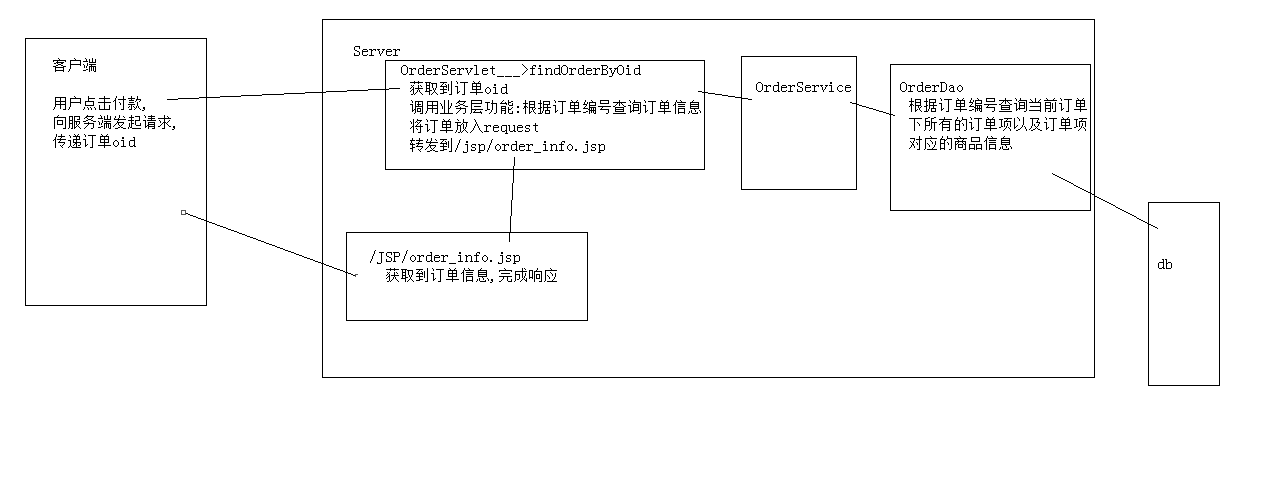 客户端
用户点击付款,
向服务端发起请求,
传递订单oid
Server
OrderServlet___>findOrderByOid
获取到订单oid
调用业务层功能:根据订单编号查询订单信息
将订单放入request
转发到/jsp/order_info.jsp
OrderService
OrderDao
根据订单编号查询当前订单
下所有的订单项以及订单项
对应的商品信息
/JSP/order_info.jsp
获取到订单信息,完成响应
db